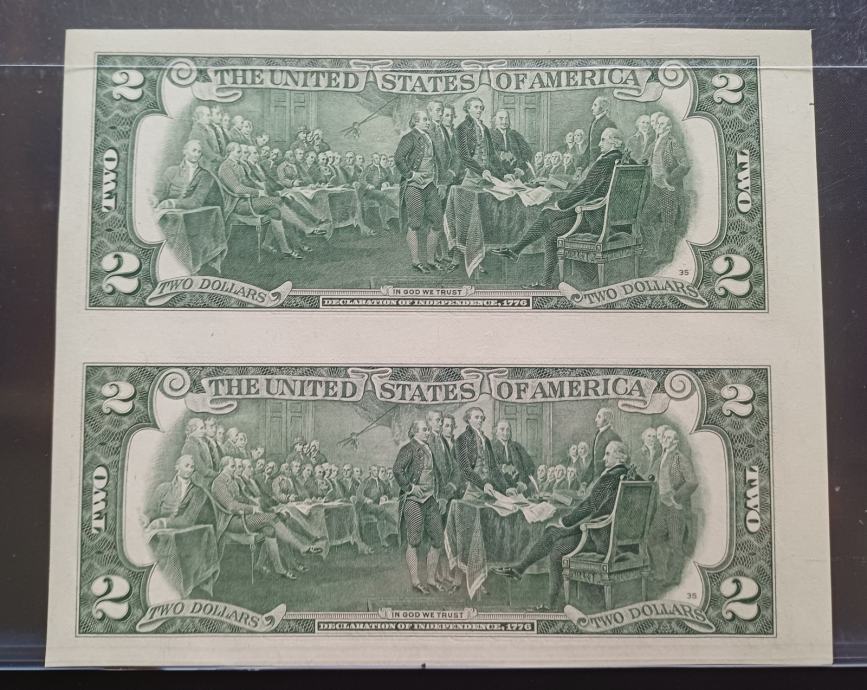 THE UNITED STATES OF AMERICA
2
2
TWO
TWO
2
2
35
TWO DOLLARS
IN GOD WE TRUST
TWO DOLLARS
DECLARATION OF INDEPENDENCE, 1776
THE UNITED STATES OF AMERICA
2
2
TWO
TWO
2
2
35
TWO DOLLARS
IN GOD WE TRUST
TWO DOLLARS
DECLARATION OF INDEPENDENCE, 1776